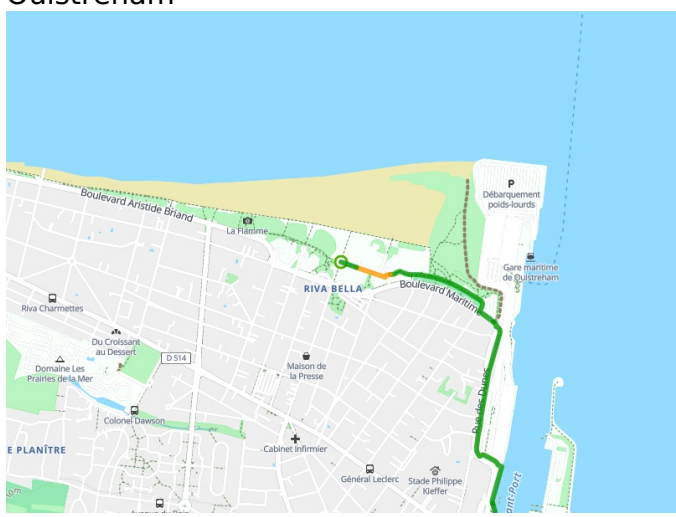 Ouistreham
P
Débarquement
poids-lourds
Boulevard Aristide Briand
La Flamme
Gare maritime
de Ouistreham
RIVA BELLA
Boulevard Maritime
Riva Charmettes
Du Croissant
au Dessert
D 514
Maison de
la Presse
Domaine Les
Prairies de la Mer
Rue des Dunes
Colonel Dawson
E PLANÎTRE
Cabinet Infirmier
Général Leclerc
Stade Philippe
Kieffer
ant-Port